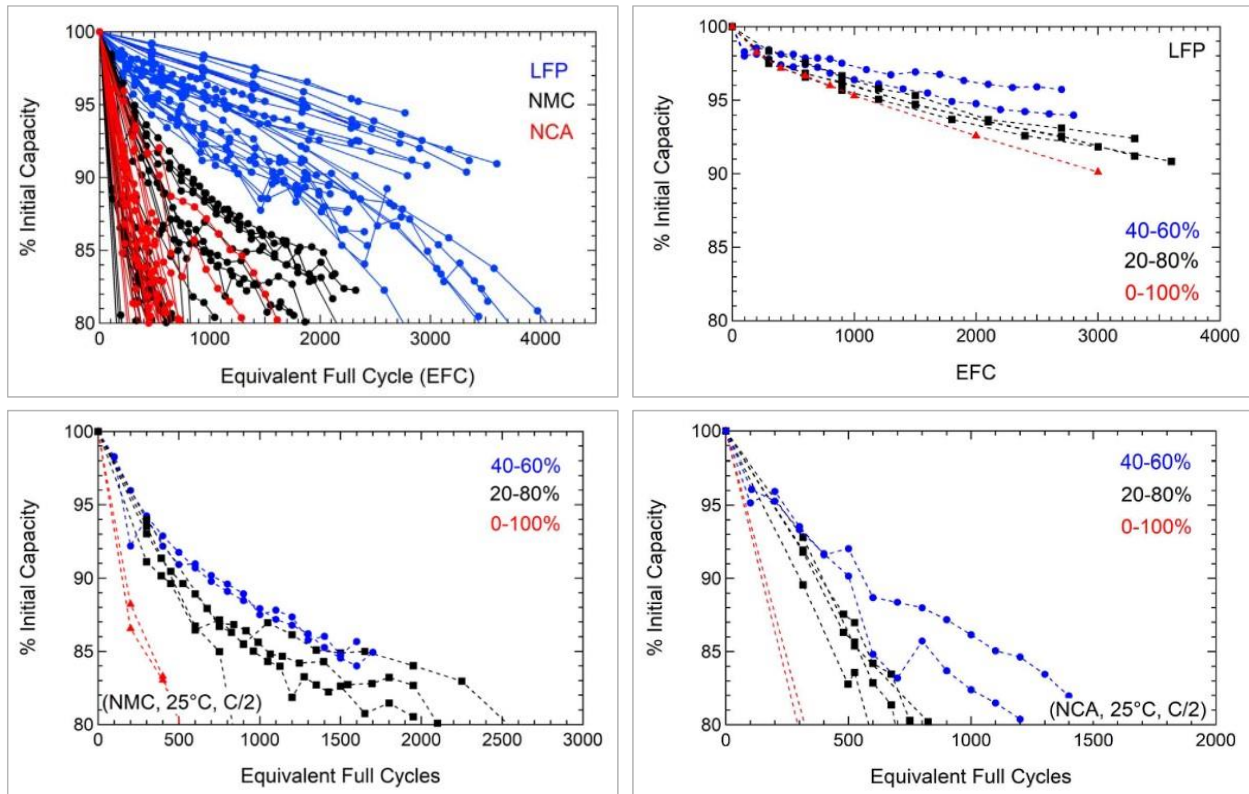 100
95
90
85
80
% Initial Capacity
LFP
NMC
NCA
0 1000 2000 3000 4000
Equivalent Full Cycle (EFC)
100
95
90
85
80
% Initial Capacity
LFP
40-60%
20-80%
0-100%
0 1000 2000 3000 4000
EFC
100
95
90
85
80
% Initial Capacity
40-60%
20-80%
0-100%
(NMC, 25°C, C/2)
0 500 1000 1500 2000 2500 3000
Equivalent Full Cycles
100
95
90
85
80
% Initial Capacity
40-60%
20-80%
0-100%
(NCA, 25°C, C/2)
0 500 1000 1500 2000
Equivalent Full Cycles